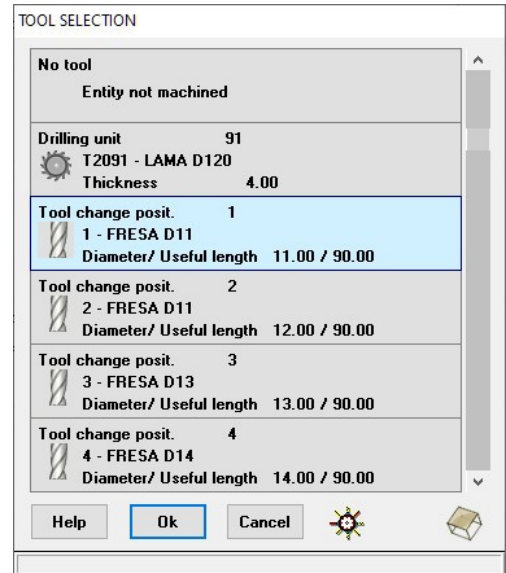 TOOL SELECTION
No tool
Entity not machined
Drilling unit 91
T2091 - LAMA D120
Thickness 4.00
Tool change posit. 1
1 - FRESA D11
Diameter/ Useful length 11.00 / 90.00
Tool change posit. 2
2 - FRESA D11
Diameter/ Useful length 12.00 / 90.00
Tool change posit. 3
3 - FRESA D13
Diameter/ Useful length 13.00 / 90.00
Tool change posit. 4
4 - FRESA D14
Diameter/ Useful length 14.00 / 90.00
Help Ok Cancel